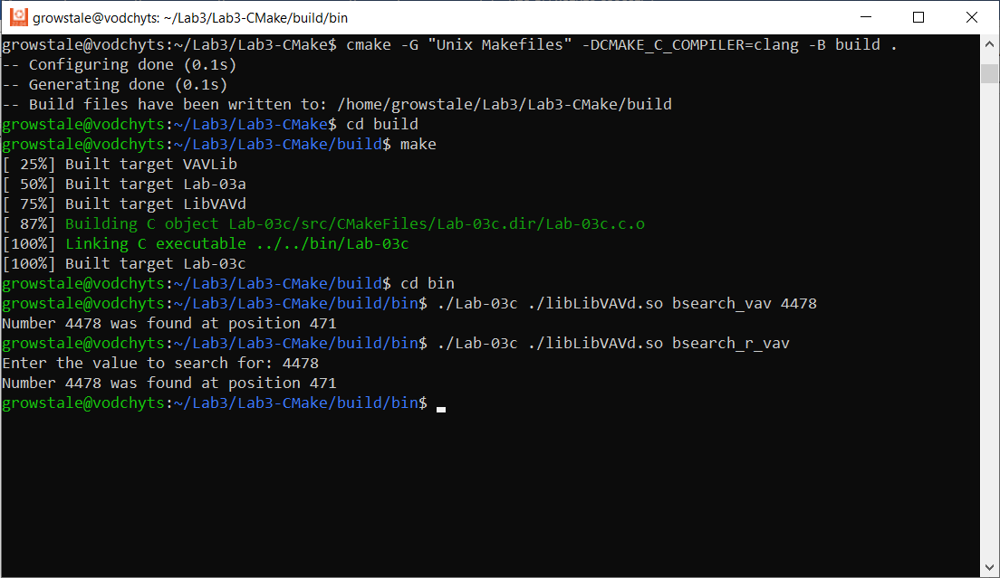 growstale@vodchyts: ~/Lab3/Lab3-CMake/build/bin
growstale@vodchyts:~/Lab3/Lab3-CMake$ cmake -G "Unix Makefiles" -DCMAKE_C_COMPILER=clang -B build .
-- Configuring done (0.1s)
-- Generating done (0.1s)
-- Build files have been written to: /home/growstale/Lab3/Lab3-CMake/build
growstale@vodchyts:~/Lab3/Lab3-CMake$ cd build
growstale@vodchyts:~/Lab3/Lab3-CMake/build$ make
[ 25%] Built target VAVLib
[ 50%] Built target Lab-03a
[ 75%] Built target LibVAVd
[ 87%] Building C object Lab-03c/src/CMakeFiles/Lab-03c.dir/Lab-03c.c.o
[100%] Linking C executable ../../bin/Lab-03c
[100%] Built target Lab-03c
growstale@vodchyts:~/Lab3/Lab3-CMake/build$ cd bin
growstale@vodchyts:~/Lab3/Lab3-CMake/build/bin$ ./Lab-03c ./libLibVAVd.so bsearch_vav 4478
Number 4478 was found at position 471
growstale@vodchyts:~/Lab3/Lab3-CMake/build/bin$ ./Lab-03c ./libLibVAVd.so bsearch_r_vav
Enter the value to search for: 4478
Number 4478 was found at position 471
growstale@vodchyts:~/Lab3/Lab3-CMake/build/bin$